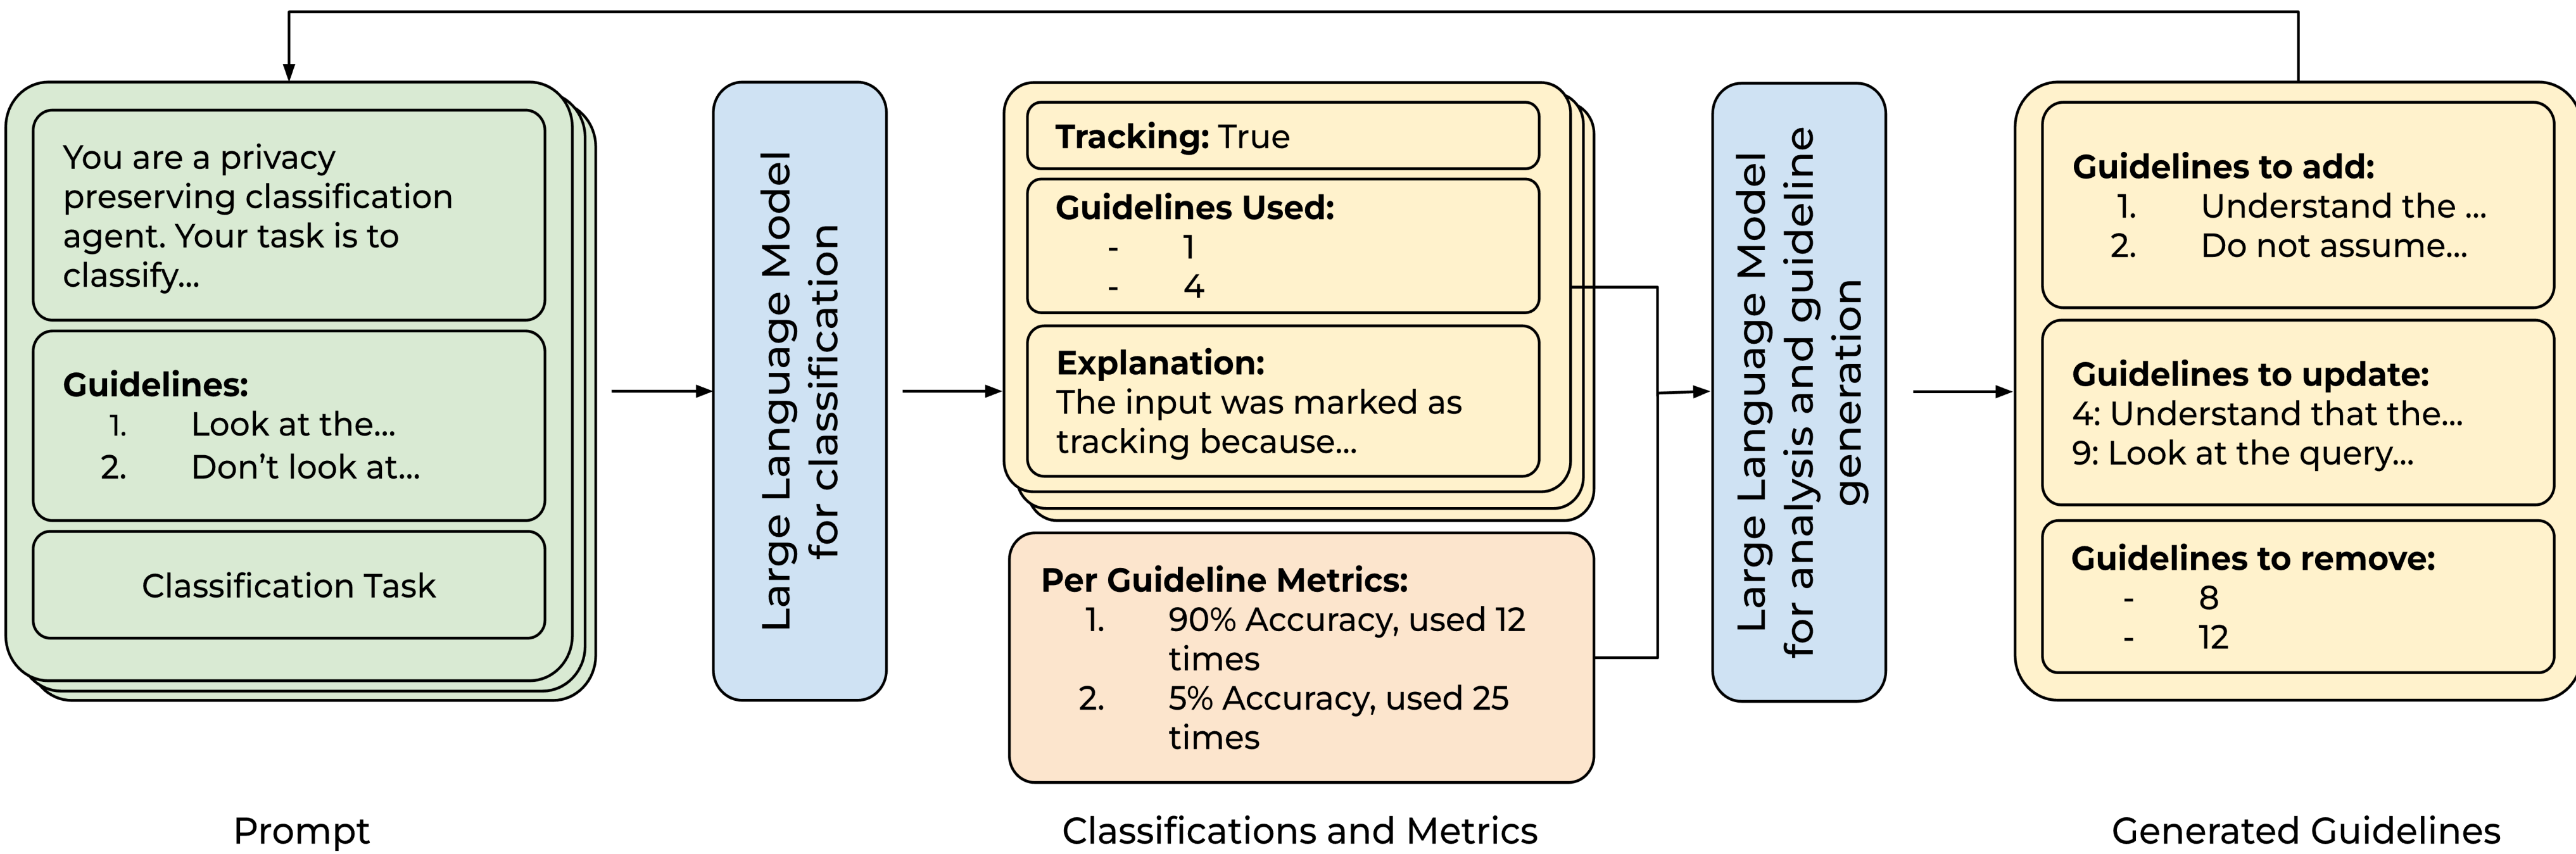 You are a privacy
preserving classification
agent. Your task is to
classify...
Guidelines:
1. Look at the...
2. Don’t look at...
Classification Task
Prompt
Large Language Model
for classification
Tracking: True
Guidelines Used:
- 1
- 4
Explanation:
The input was marked as
tracking because...
Per Guideline Metrics:
1. 90% Accuracy, used 12
times
2. 5% Accuracy, used 25
times
Classifications and Metrics
Large Language Model
for analysis and guideline
generation
Guidelines to add:
1. Understand the ...
2. Do not assume...
Guidelines to update:
4: Understand that the...
9: Look at the query...
Guidelines to remove:
- 8
- 12
Generated Guidelines